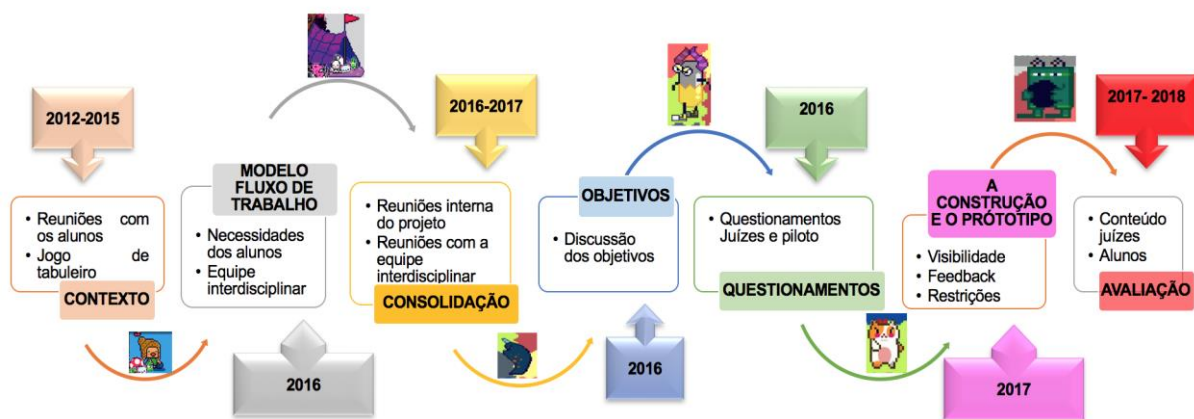 2012-2015
Reuniões com
os alunos
Jogo de
tabuleiro
CONTEXTO
MODELO
FLUXO DE
TRABALHO
Necessidades
dos alunos
Equipe
interdisciplinar
2016
2016-2017
Reuniões interna
do projeto
Reuniões com a
equipe
interdisciplinar
CONSOLIDAÇÃO
OBJETIVOS
Discussão
dos objetivos
2016
2016
Questionamentos
Juízes e piloto
QUESTIONAMENTOS
A
CONSTRUÇÃO
E O PRÓTOTIPO
Visibilidade
Feedback
Restrições
2017
2017- 2018
Conteúdo
juízes
Alunos
AVALIAÇÃO